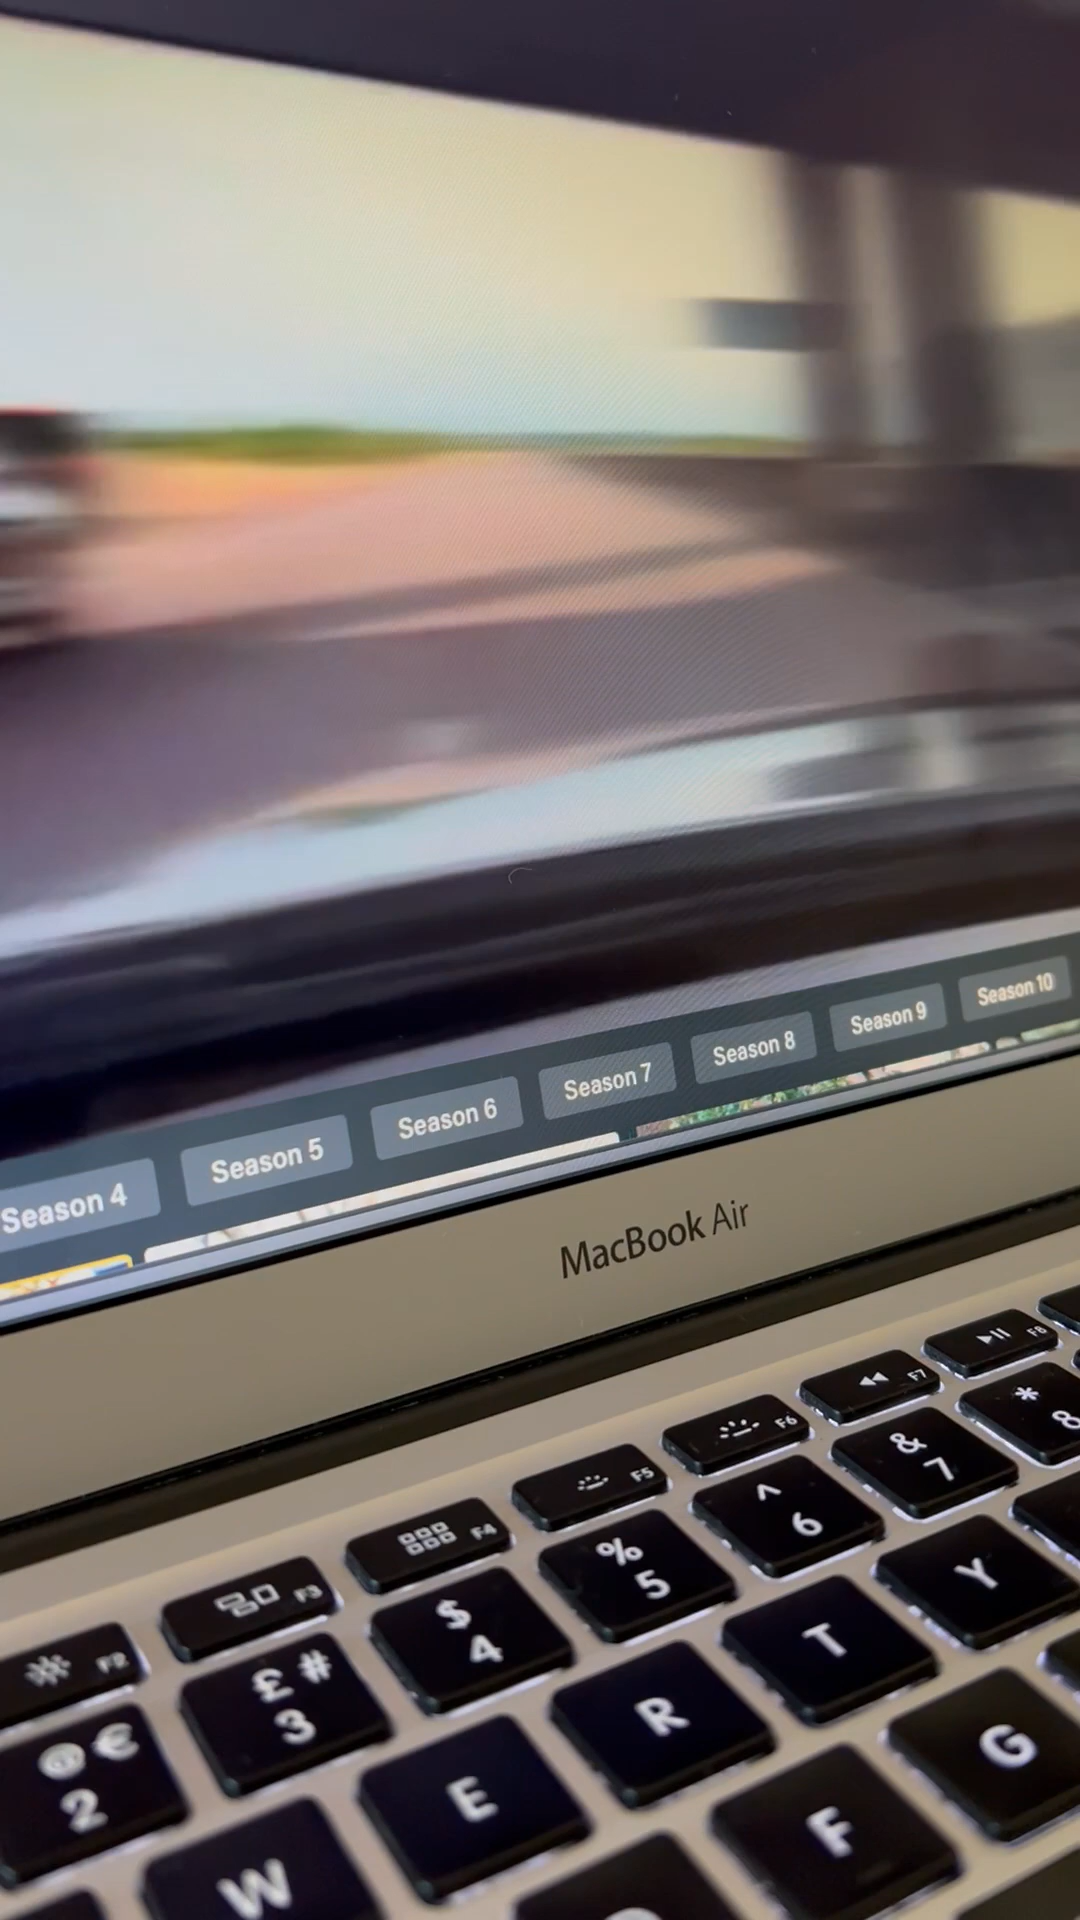 Season 4
Season 5
Season 6
Season 7
Season 8
Season 9
Season 10
MacBook Air
F2
F3
F4
F5
F6
F7
F8
@ €
2
£ #
3
$
4
%
5
^
6
&
7
*
8
W
E
R
T
Y
F
G